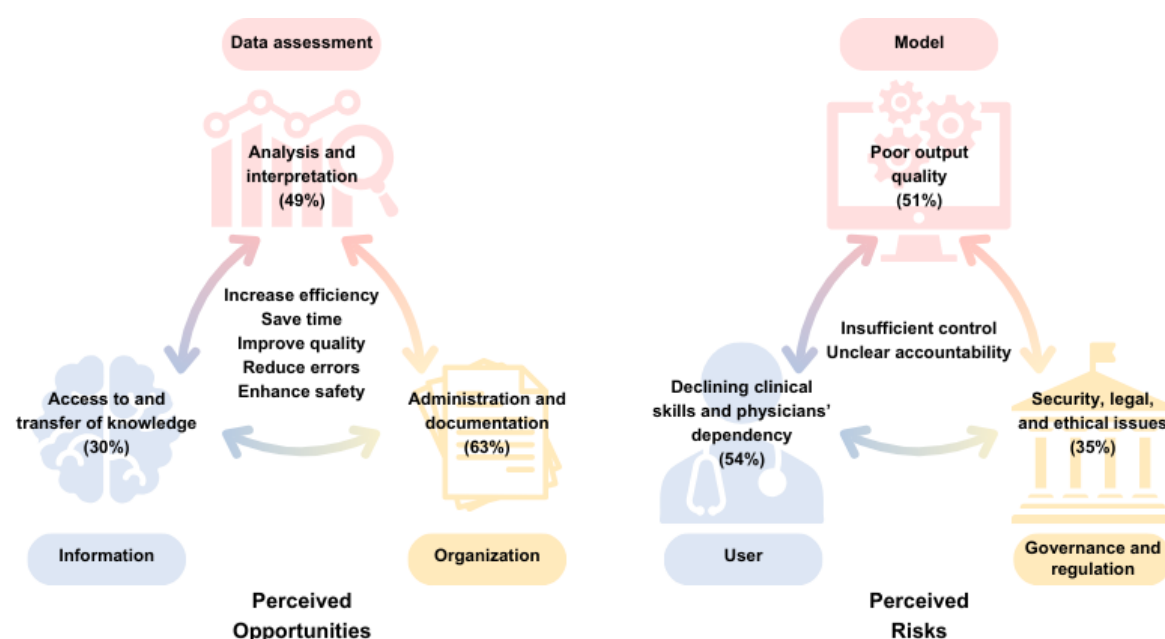 Data assessment
Analysis and
interpretation
(49%)
Increase efficiency
Save time
Improve quality
Reduce errors
Enhance safety
Access to and
transfer of knowledge
(30%)
Administration and
documentation
(63%)
Information
Organization
Perceived
Opportunities
Model
Poor output
quality
(51%)
Insufficient control
Unclear accountability
Declining clinical
skills and physicians’
dependency
(54%)
Security, legal,
and ethical issues
(35%)
User
Governance and
regulation
Perceived
Risks